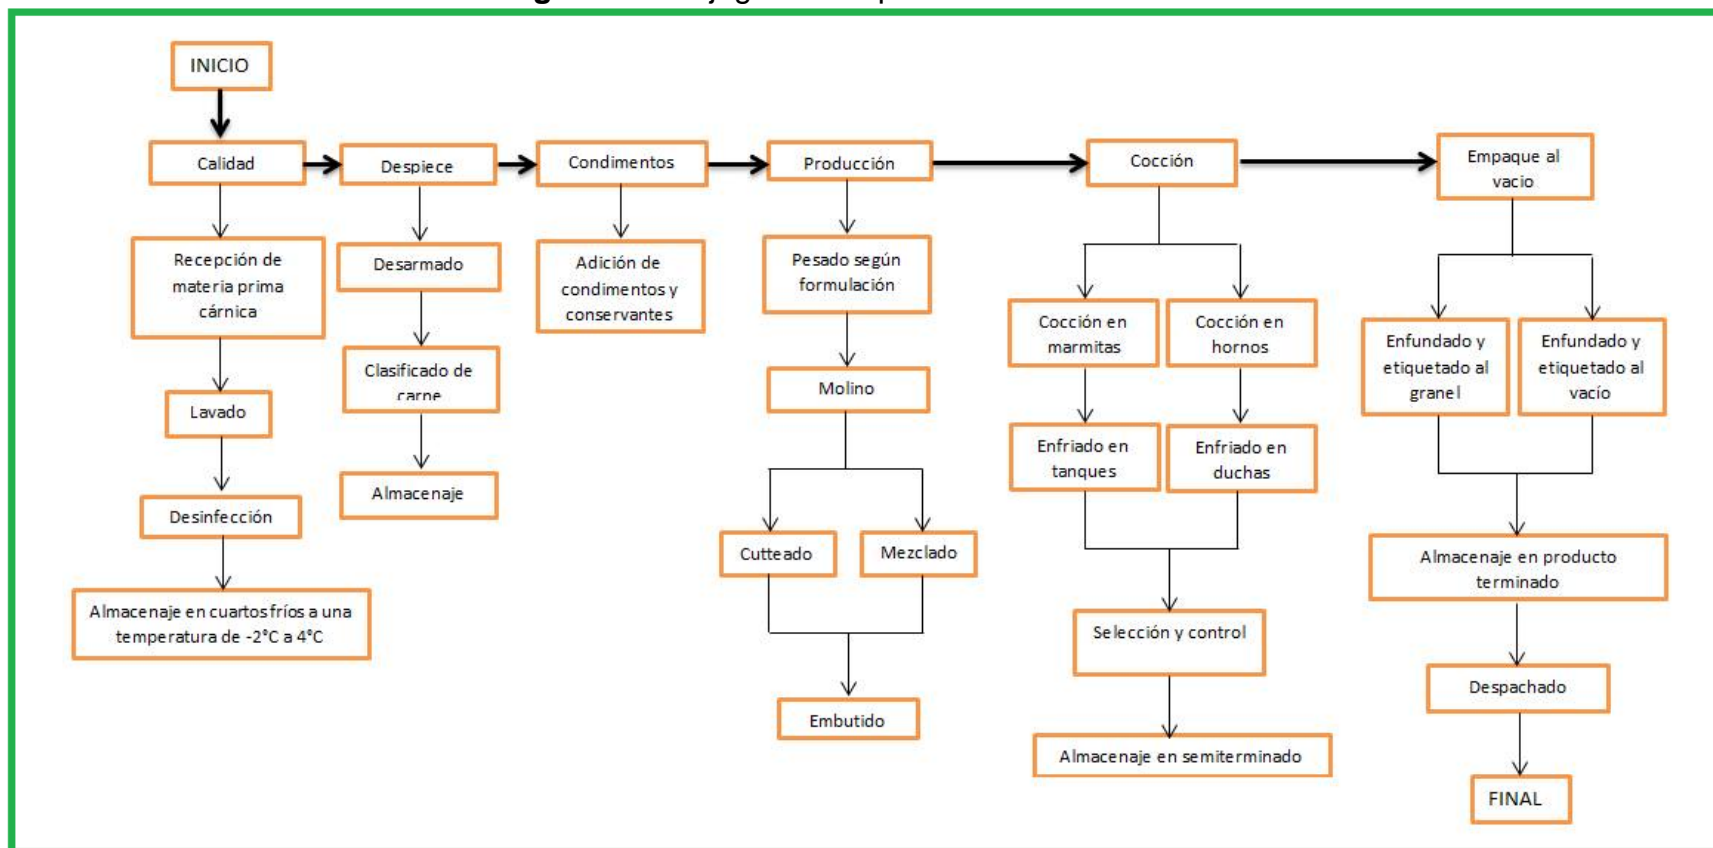 INICIO
Calidad
Despiece
Condimentos
Producción
Cocción
Empaque al
vacio
Recepción de
materia prima
cárnica
Lavado
Desinfección
Almacenaje en cuartos fríos a una
temperatura de -2°C a 4°C
Desarmado
Clasificado de
carne
Almacenaje
Adición de
condimentos y
conservantes
Pesado según
formulación
Molino
Cutteado
Mezclado
Embutido
Cocción en
marmitas
Cocción en
hornos
Enfriado en
tanques
Enfriado en
duchas
Selección y control
Almacenaje en semiterminado
Enfundado y
etiquetado al
granel
Enfundado y
etiquetado al
vacío
Almacenaje en producto
terminado
Despachado
FINAL